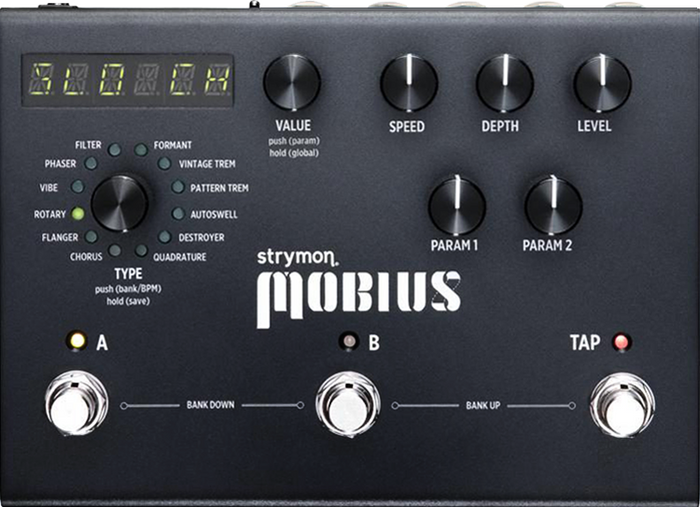 SLO CH
VALUE
push (param)
hold (global)
SPEED
DEPTH
LEVEL
FILTER
FORMANT
PHASER
VINTAGE TREM
VIBE
PATTERN TREM
ROTARY
AUTOSWELL
FLANGER
DESTROYER
CHORUS
QUADRATURE
TYPE
push (bank/BPM)
hold (save)
PARAM 1
PARAM 2
strymon.
MOBIUS
A
B
TAP
BANK DOWN
BANK UP